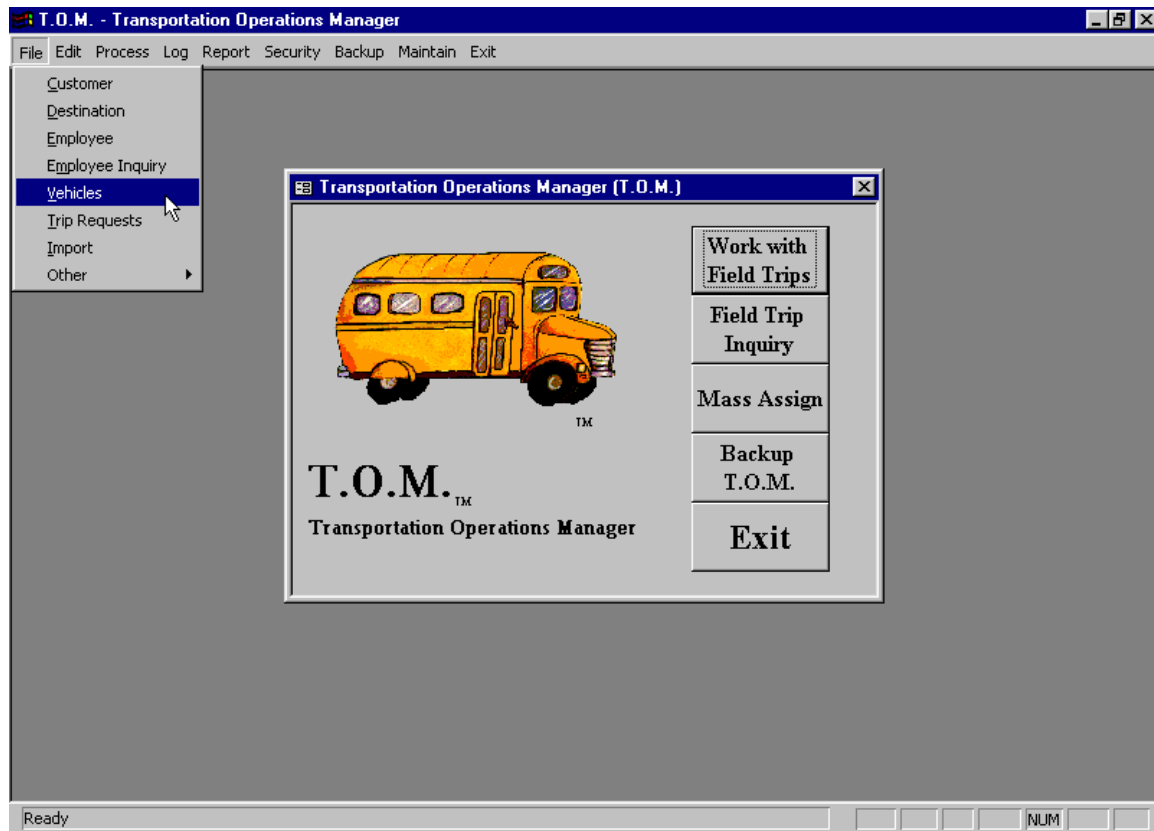 T.O.M. - Transportation Operations Manager
File Edit Process Log Report Security Backup Maintain Exit
Customer
Destination
Employee
Employee Inquiry
Vehicles
Trip Requests
Import
Other
Transportation Operations Manager (T.O.M.)
TM
T.O.M. TM
Transportation Operations Manager
Work with
Field Trips
Field Trip
Inquiry
Mass Assign
Backup
T.O.M.
Exit
Ready
NUM